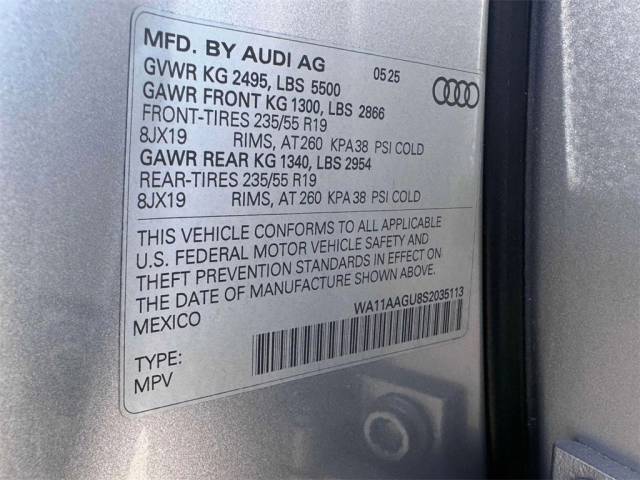 MFD. BY AUDI AG 05 25
GVWR KG 2495, LBS 5500
GAWR FRONT KG 1300, LBS 2866
FRONT-TIRES 235/55 R19
8JX19 RIMS, AT 260 KPA 38 PSI COLD
GAWR REAR KG 1340, LBS 2954
REAR-TIRES 235/55 R19
8JX19 RIMS, AT 260 KPA 38 PSI COLD
THIS VEHICLE CONFORMS TO ALL APPLICABLE
U.S. FEDERAL MOTOR VEHICLE SAFETY AND
THEFT PREVENTION STANDARDS IN EFFECT ON
THE DATE OF MANUFACTURE SHOWN ABOVE.
MEXICO
WA11AAGU8S2035113
TYPE:
MPV